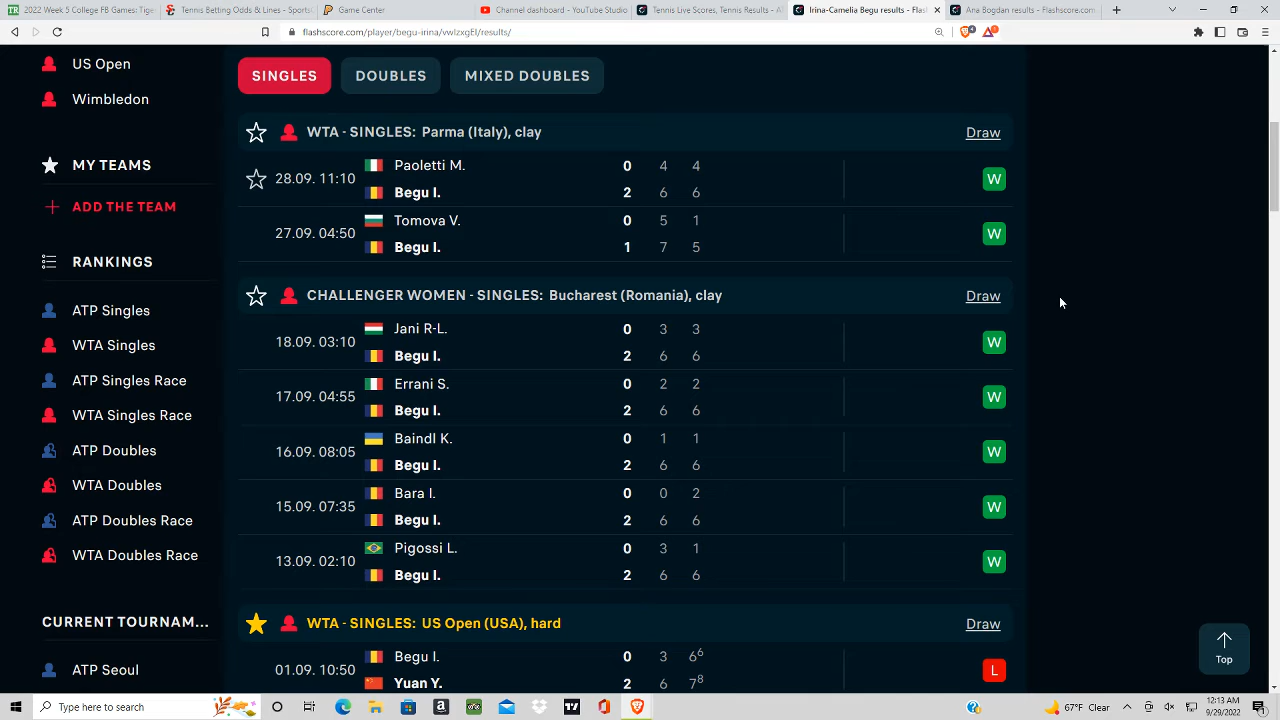 2022 Week 5 College FB Games: Tigers
Tennis Betting Odds & Lines - Sports
Game Center
Channel dashboard - YouTube Studio
Tennis Live Scores, Tennis Results - AT
Irina-Camelia Begu results - Flash
Ana Bogdan results - Flashscore.com
flashscore.com/player/begu-irina/vwIzxgEI/results/
US Open
Wimbledon
MY TEAMS
ADD THE TEAM
RANKINGS
ATP Singles
WTA Singles
ATP Singles Race
WTA Singles Race
ATP Doubles
WTA Doubles
ATP Doubles Race
WTA Doubles Race
CURRENT TOURNAM...
ATP Seoul
SINGLES DOUBLES MIXED DOUBLES
WTA - SINGLES: Parma (Italy), clay Draw
28.09. 11:10 Paoletti M. 0 4 4 W
Begu I. 2 6 6
27.09. 04:50 Tomova V. 0 5 1 W
Begu I. 1 7 5
CHALLENGER WOMEN - SINGLES: Bucharest (Romania), clay Draw
18.09. 03:10 Jani R-L. 0 3 3 W
Begu I. 2 6 6
17.09. 04:55 Errani S. 0 2 2 W
Begu I. 2 6 6
16.09. 08:05 Baindl K. 0 1 1 W
Begu I. 2 6 6
15.09. 07:35 Bara I. 0 0 2 W
Begu I. 2 6 6
13.09. 02:10 Pigossi L. 0 3 1 W
Begu I. 2 6 6
WTA - SINGLES: US Open (USA), hard Draw
01.09. 10:50 Begu I. 0 3 6⁶ L
Yuan Y. 2 6 7⁸
Top
Type here to search
67°F Clear
12:13 AM
9/29/2022